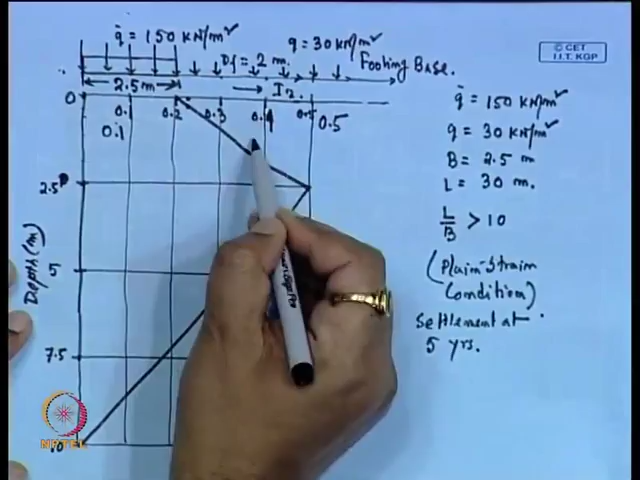 q̄ = 150 KN/m²
q = 30 KN/m²
Df = 2 m.
Footing Base.
2.5m
I₂.
0
0.1
0.2
0.3
0.4
0.5
0.5
0.1
2.5
5
7.5
10
Depth (m)
© CET
I.I.T. KGP
q̄ = 150 KN/m²
q = 30 KN/m²
B = 2.5 m
L = 30 m.
L/B > 10
(Plain-Strain
Condition)
Settlement at
5 yrs.
NPTEL